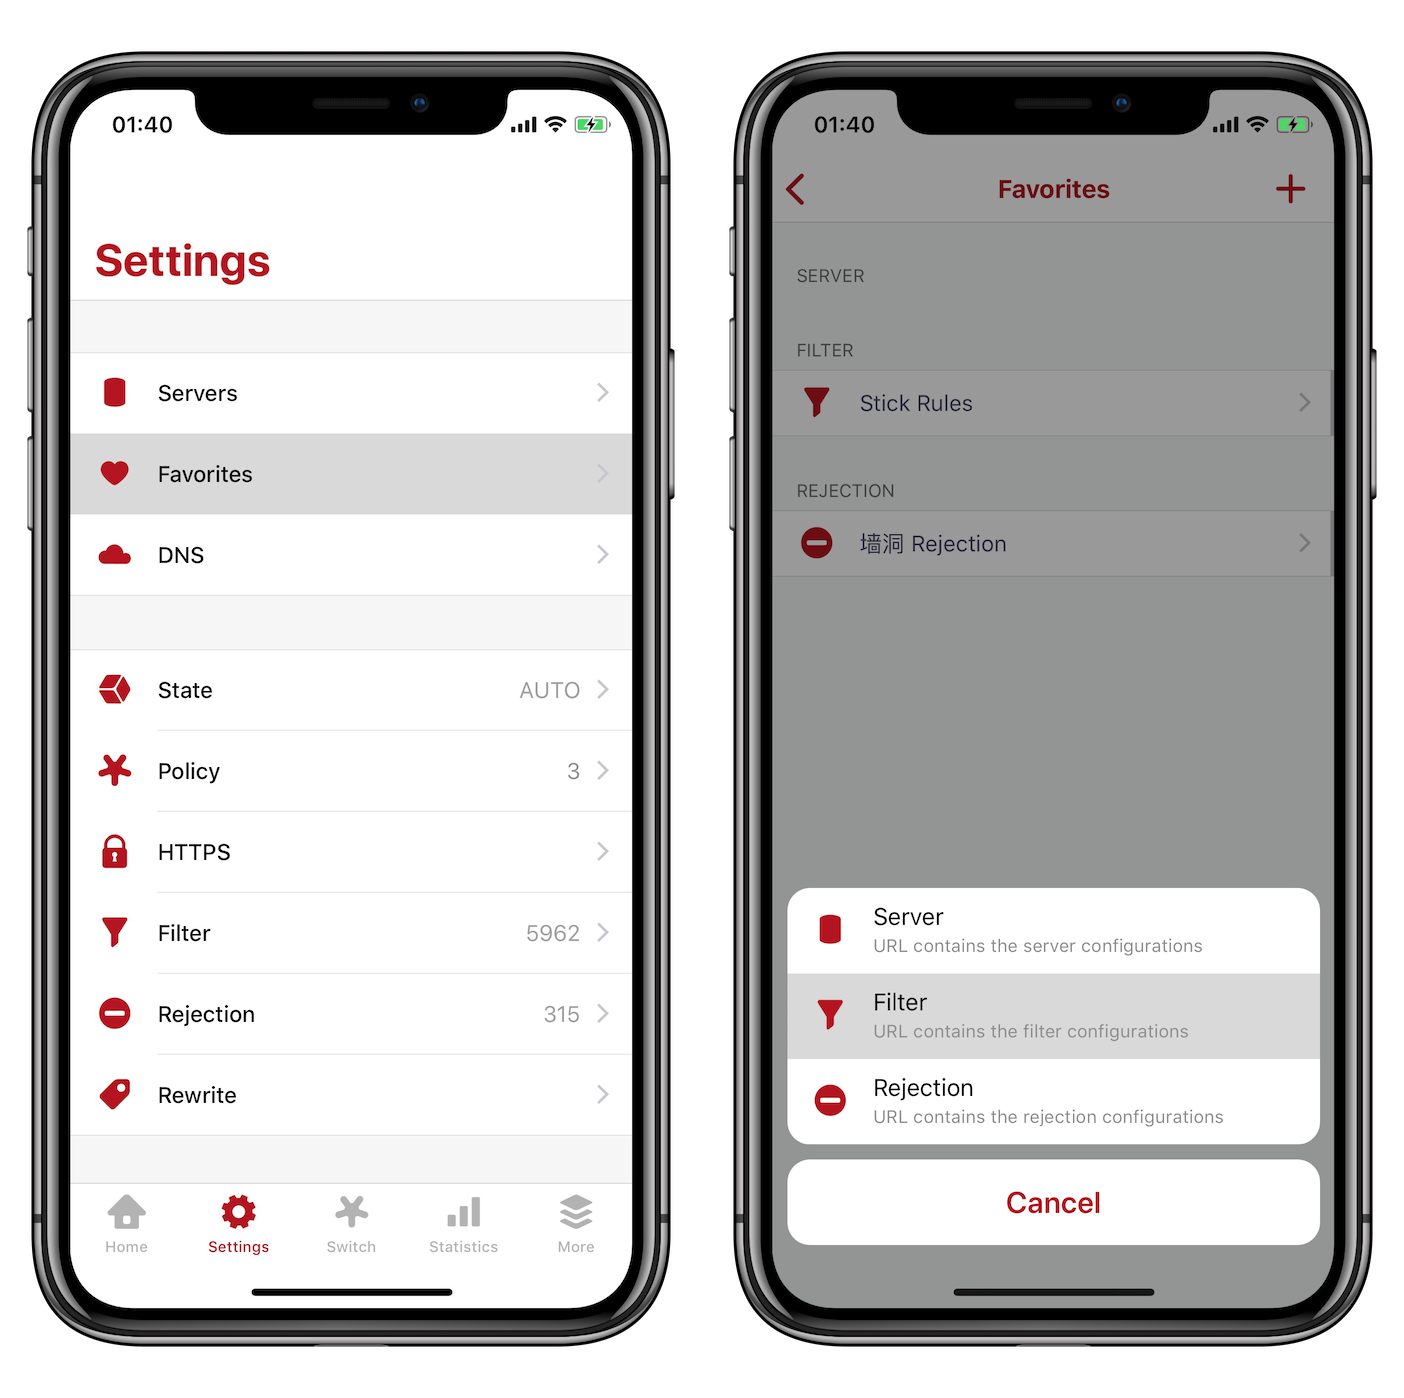 01:40
Settings
Servers
Favorites
DNS
State AUTO
Policy 3
HTTPS
Filter 5962
Rejection 315
Rewrite
Home Settings Switch Statistics More
01:40
Favorites
SERVER
FILTER
Stick Rules
REJECTION
墙洞 Rejection
Server
URL contains the server configurations
Filter
URL contains the filter configurations
Rejection
URL contains the rejection configurations
Cancel